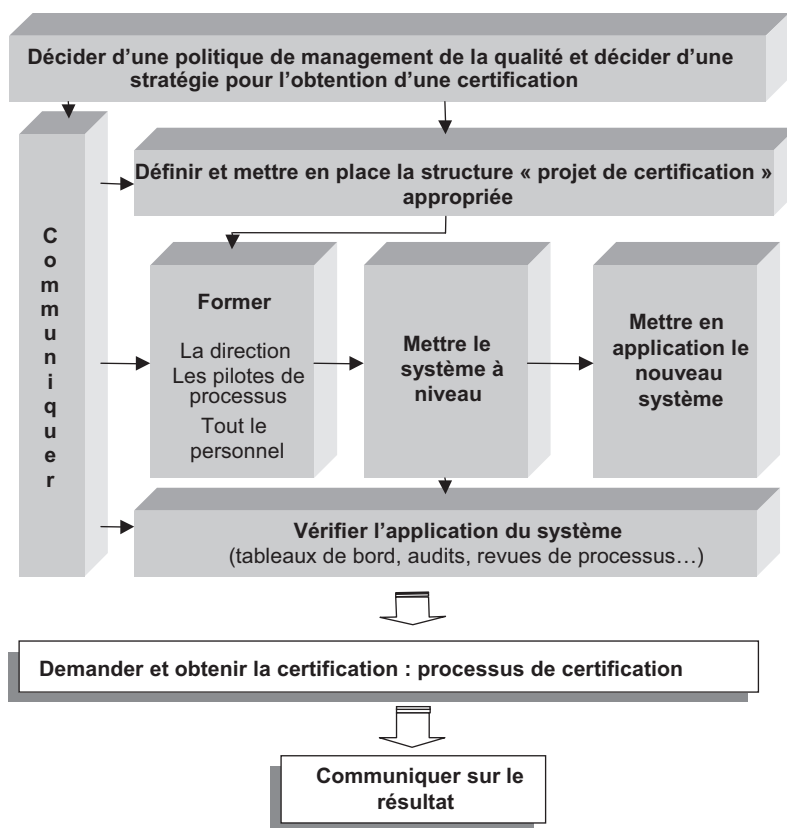 Décider d’une politique de management de la qualité et décider d’une
stratégie pour l’obtention d’une certification
Définir et mettre en place la structure « projet de certification »
appropriée
Communiquer
Former
La direction
Les pilotes de
processus
Tout le
personnel
Mettre le
système à
niveau
Mettre en
application le
nouveau
système
Vérifier l’application du système
(tableaux de bord, audits, revues de processus…)
Demander et obtenir la certification : processus de certification
Communiquer sur le
résultat